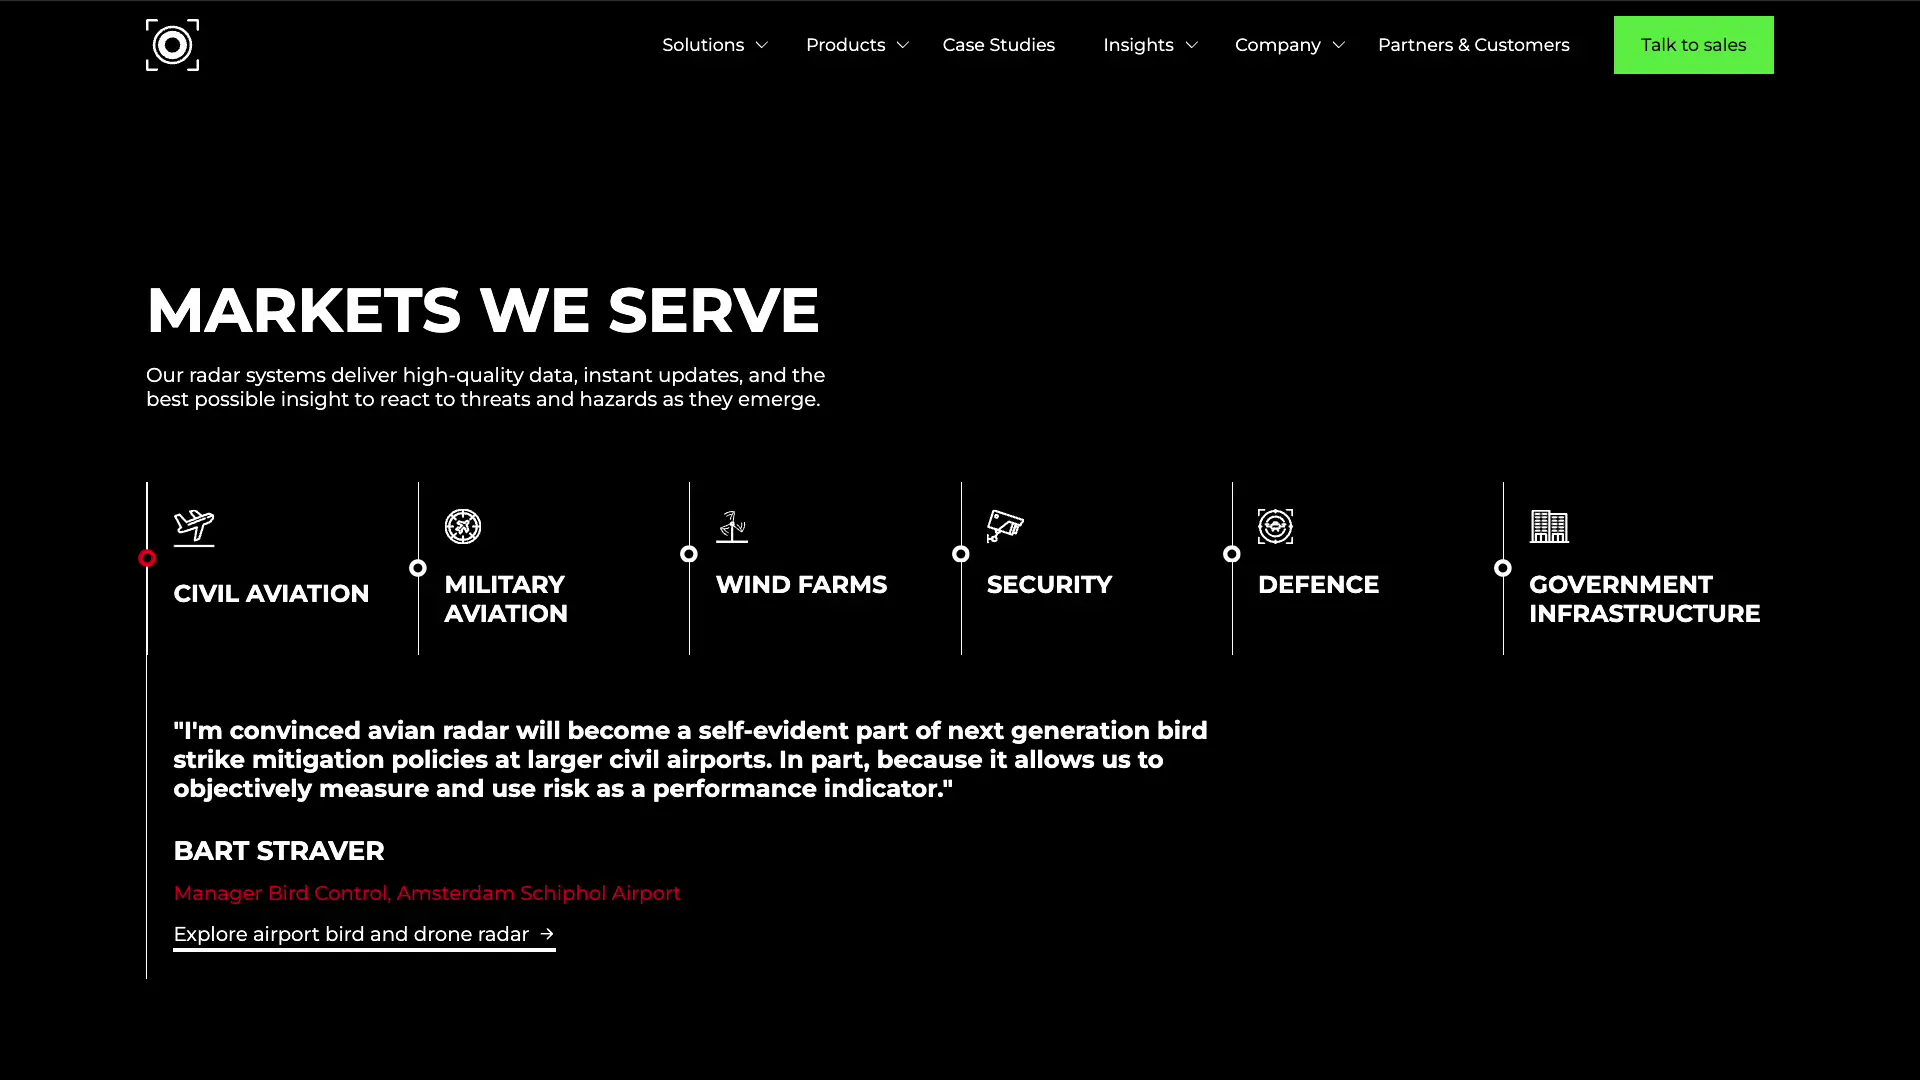 Solutions
Products
Case Studies
Insights
Company
Partners & Customers
Talk to sales
MARKETS WE SERVE
Our radar systems deliver high-quality data, instant updates, and the
best possible insight to react to threats and hazards as they emerge.
CIVIL AVIATION
MILITARY
AVIATION
WIND FARMS
SECURITY
DEFENCE
GOVERNMENT
INFRASTRUCTURE
"I'm convinced avian radar will become a self-evident part of next generation bird
strike mitigation policies at larger civil airports. In part, because it allows us to
objectively measure and use risk as a performance indicator."
BART STRAVER
Manager Bird Control, Amsterdam Schiphol Airport
Explore airport bird and drone radar →